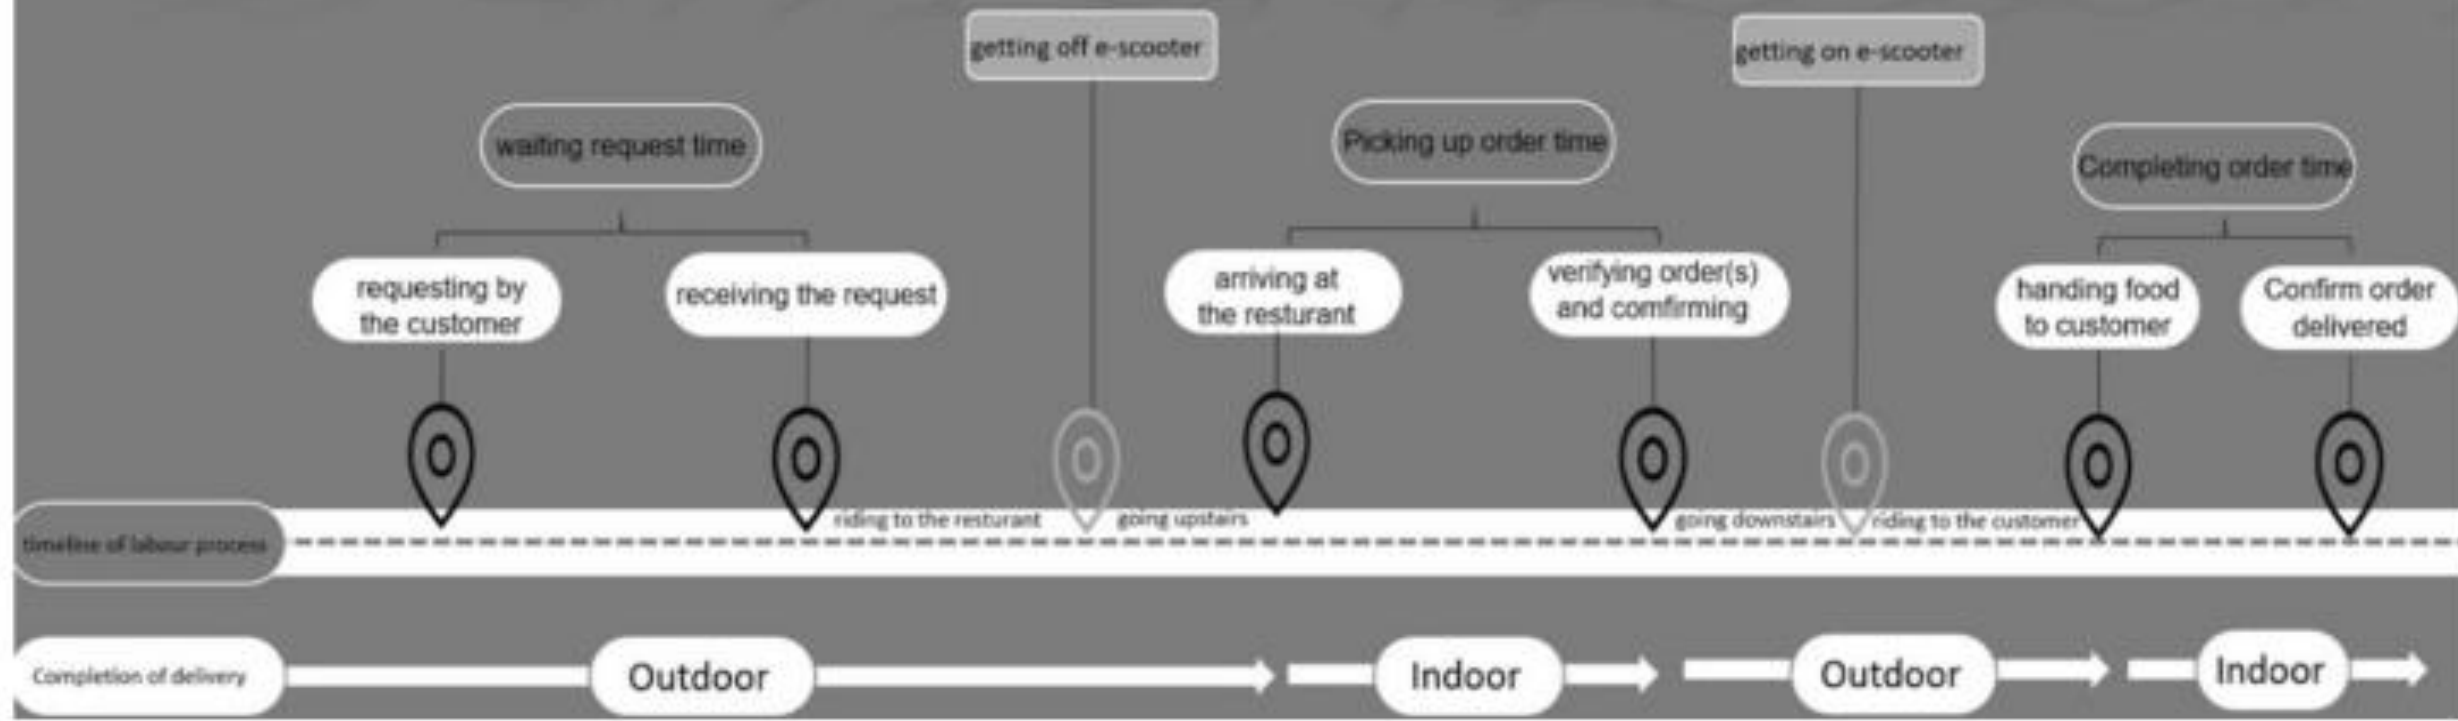 getting off e-scooter
getting on e-scooter
waiting request time
Picking up order time
Completing order time
requesting by
the customer
receiving the request
arriving at
the resturant
verifying order(s)
and comfirming
handing food
to customer
Confirm order
delivered
riding to the resturant
going upstairs
going downstairs
riding to the customer
timeline of labour process
Completion of delivery
Outdoor
Indoor
Outdoor
Indoor